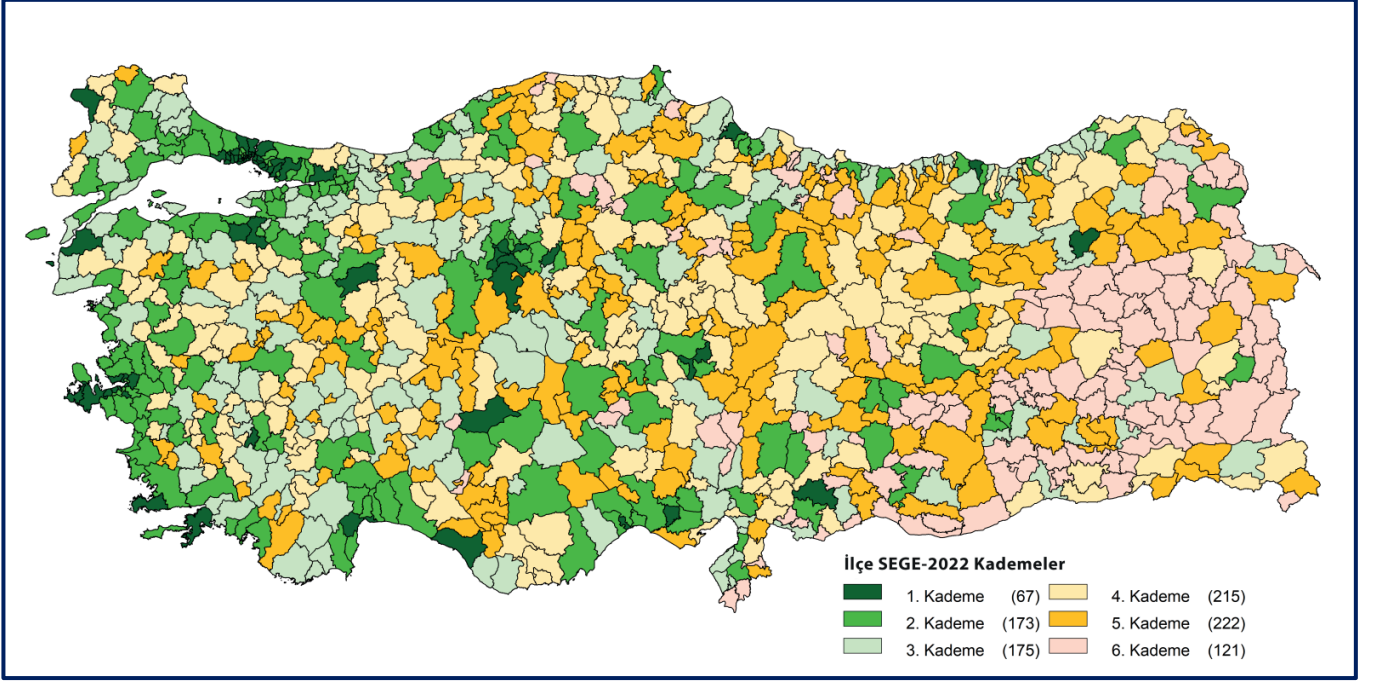 İlçe SEGE-2022 Kademeler
1. Kademe (67)
2. Kademe (173)
3. Kademe (175)
4. Kademe (215)
5. Kademe (222)
6. Kademe (121)